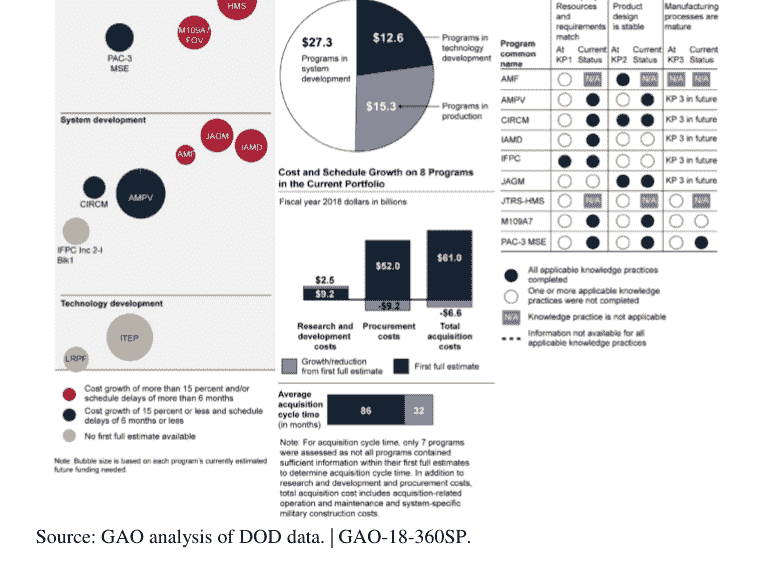 HMS
M109A7
FOV
PAC-3
MSE
System development
JAGM
IAMD
AMF
CIRCM
AMPV
IFPC Inc 2-I
Blk1
Technology development
ITEP
LRPF
Cost growth of more than 15 percent and/or
schedule delays of more than 6 months
Cost growth of 15 percent or less and schedule
delays of 6 months or less
No first full estimate available
Note: Bubble size is based on each program's currently estimated
future funding needed.
$27.3
Programs in
system
development
$12.6
Programs in
technology
development
$15.3
Programs in
production
Cost and Schedule Growth on 8 Programs
in the Current Portfolio
Fiscal year 2018 dollars in billions
$2.5
$9.2
$52.0
-$9.2
$61.0
-$6.6
Research and
development
costs
Procurement
costs
Total
acquisition
costs
Growth/reduction
from first full estimate
First full estimate
Average
acquisition
cycle time
(in months)
86
32
Note: For acquisition cycle time, only 7 programs
were assessed as not all programs contained
sufficient information within their first full estimates
to determine acquisition cycle time. In addition to
research and development and procurement costs,
total acquisition cost includes acquisition-related
operation and maintenance and system-specific
military construction costs.
Resources
and
requirements
match
Product
design
is stable
Manufacturing
processes are
mature
Program
common
name
At
KP1
Current
Status
At
KP2
Current
Status
At
KP3
Current
Status
AMF N/A N/A N/A N/A
AMPV KP 3 in future
CIRCM KP 3 in future
IAMD KP 3 in future
IFPC KP 3 in future
JAGM KP 3 in future
JTRS-HMS N/A N/A N/A
M109A7
PAC-3 MSE
All applicable knowledge practices
completed
One or more applicable knowledge
practices were not completed
N/A Knowledge practice is not applicable
Information not available for all
applicable knowledge practices
Source: GAO analysis of DOD data. | GAO-18-360SP.